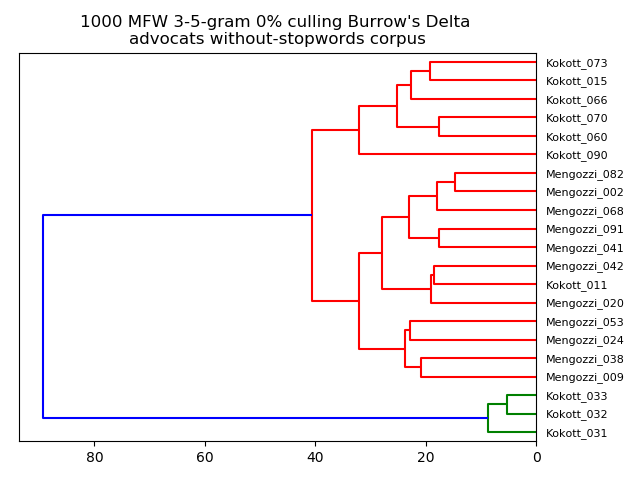 1000 MFW 3-5-gram 0% culling Burrow's Delta
advocats without-stopwords corpus
Kokott_073
Kokott_015
Kokott_066
Kokott_070
Kokott_060
Kokott_090
Mengozzi_082
Mengozzi_002
Mengozzi_068
Mengozzi_091
Mengozzi_041
Mengozzi_042
Kokott_011
Mengozzi_020
Mengozzi_053
Mengozzi_024
Mengozzi_038
Mengozzi_009
Kokott_033
Kokott_032
Kokott_031
80 60 40 20 0